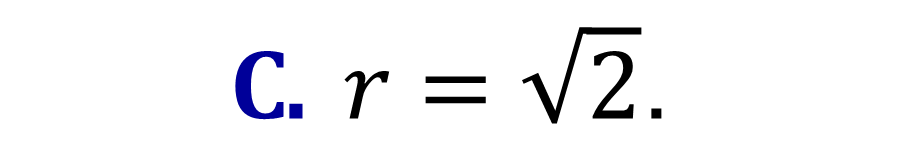 C. r = √2.